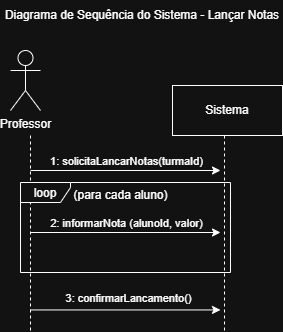 Diagrama de Sequência do Sistema - Lançar Notas
Professor
Sistema
1: solicitaLancarNotas(turmaId)
loop
(para cada aluno)
2: informarNota (alunoId, valor)
3: confirmarLancamento()